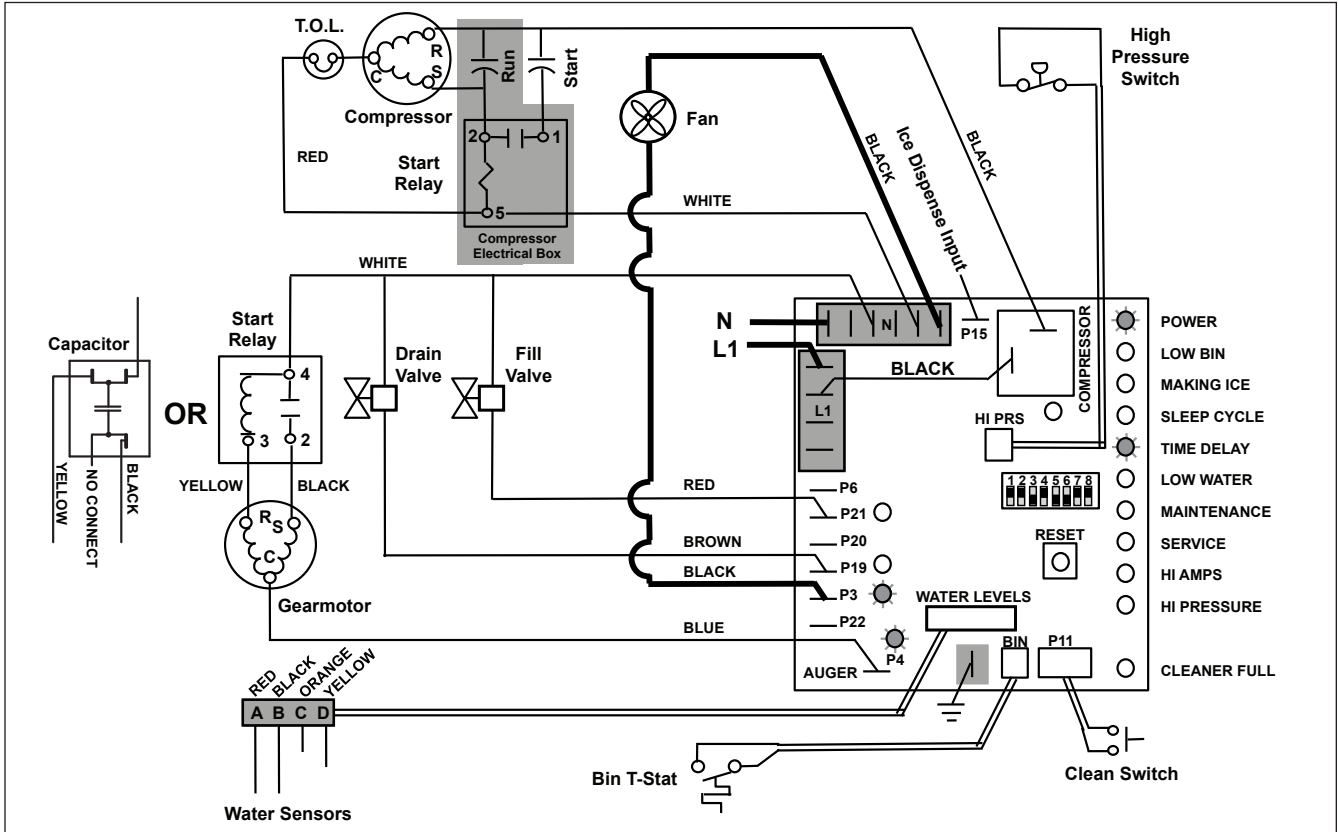 T.O.L.
R
S
C
Compressor
Run
Start
Fan
High
Pressure
Switch
RED
Start
Relay
2
1
5
Compressor
Electrical Box
WHITE
BLACK
Ice Dispense Input
BLACK
WHITE
Capacitor
YELLOW
NO CONNECT
BLACK
OR
Start
Relay
4
3
2
YELLOW
BLACK
R
S
C
Gearmotor
Drain
Valve
Fill
Valve
N
L1
N
P15
BLACK
COMPRESSOR
L1
HI PRS
POWER
LOW BIN
MAKING ICE
SLEEP CYCLE
TIME DELAY
LOW WATER
MAINTENANCE
SERVICE
HI AMPS
HI PRESSURE
CLEANER FULL
1 2 3 4 5 6 7 8
RESET
RED
BROWN
BLACK
BLUE
P6
P21
P20
P19
P3
P22
P4
AUGER
WATER LEVELS
BIN
P11
RED
BLACK
ORANGE
YELLOW
A B C D
Water Sensors
Bin T-Stat
Clean Switch